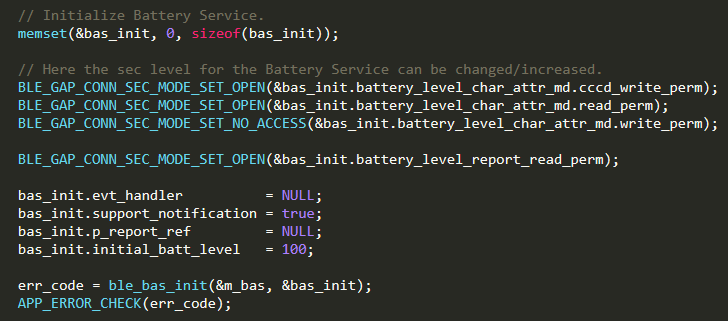 // Initialize Battery Service.
memset(&bas_init, 0, sizeof(bas_init));
// Here the sec level for the Battery Service can be changed/increased.
BLE_GAP_CONN_SEC_MODE_SET_OPEN(&bas_init.battery_level_char_attr_md.cccd_write_perm);
BLE_GAP_CONN_SEC_MODE_SET_OPEN(&bas_init.battery_level_char_attr_md.read_perm);
BLE_GAP_CONN_SEC_MODE_SET_NO_ACCESS(&bas_init.battery_level_char_attr_md.write_perm);
BLE_GAP_CONN_SEC_MODE_SET_OPEN(&bas_init.battery_level_report_read_perm);
bas_init.evt_handler          = NULL;
bas_init.support_notification = true;
bas_init.p_report_ref         = NULL;
bas_init.initial_batt_level   = 100;
err_code = ble_bas_init(&m_bas, &bas_init);
APP_ERROR_CHECK(err_code);